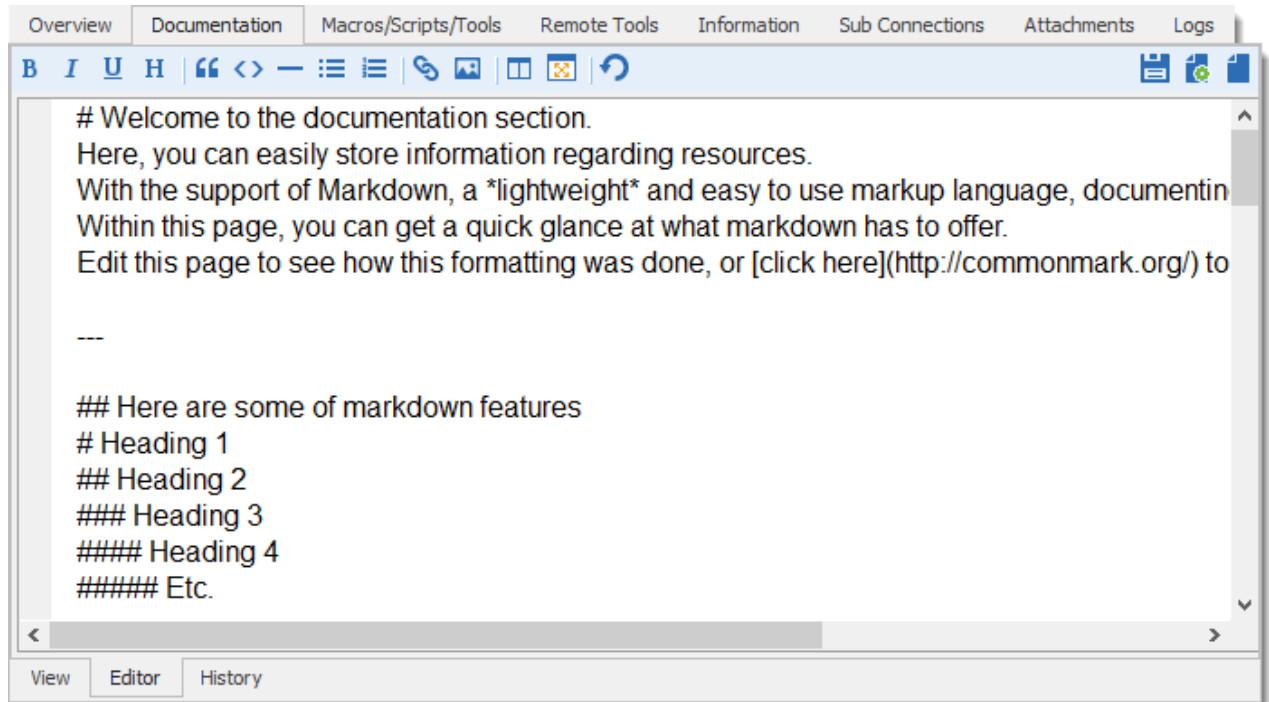 Overview Documentation Macros/Scripts/Tools Remote Tools Information Sub Connections Attachments Logs
B I U H
# Welcome to the documentation section.
Here, you can easily store information regarding resources.
With the support of Markdown, a *lightweight* and easy to use markup language, documentin
Within this page, you can get a quick glance at what markdown has to offer.
Edit this page to see how this formatting was done, or [click here](http://commonmark.org/) to
---
## Here are some of markdown features
# Heading 1
## Heading 2
### Heading 3
#### Heading 4
##### Etc.
View Editor History